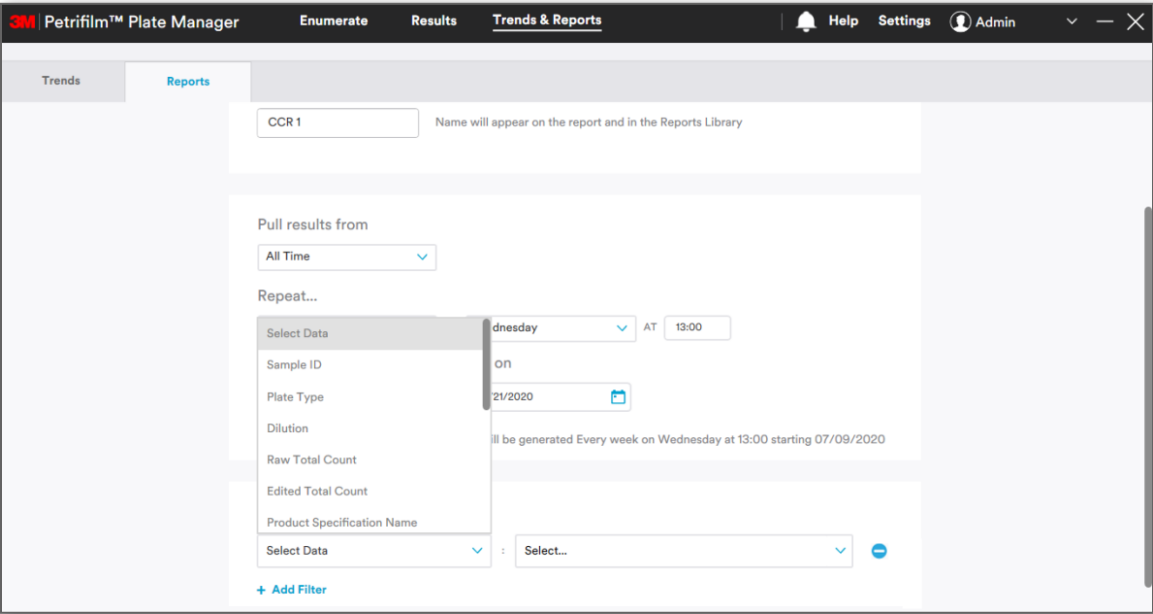 3M Petrifilm™ Plate Manager Enumerate Results Trends & Reports Help Settings Admin
Trends Reports
CCR 1 Name will appear on the report and in the Reports Library
Pull results from
All Time
Repeat...
Select Data dnesday AT 13:00
Sample ID on
Plate Type /21/2020
Dilution
ill be generated Every week on Wednesday at 13:00 starting 07/09/2020
Raw Total Count
Edited Total Count
Product Specification Name
Select Data : Select...
+ Add Filter